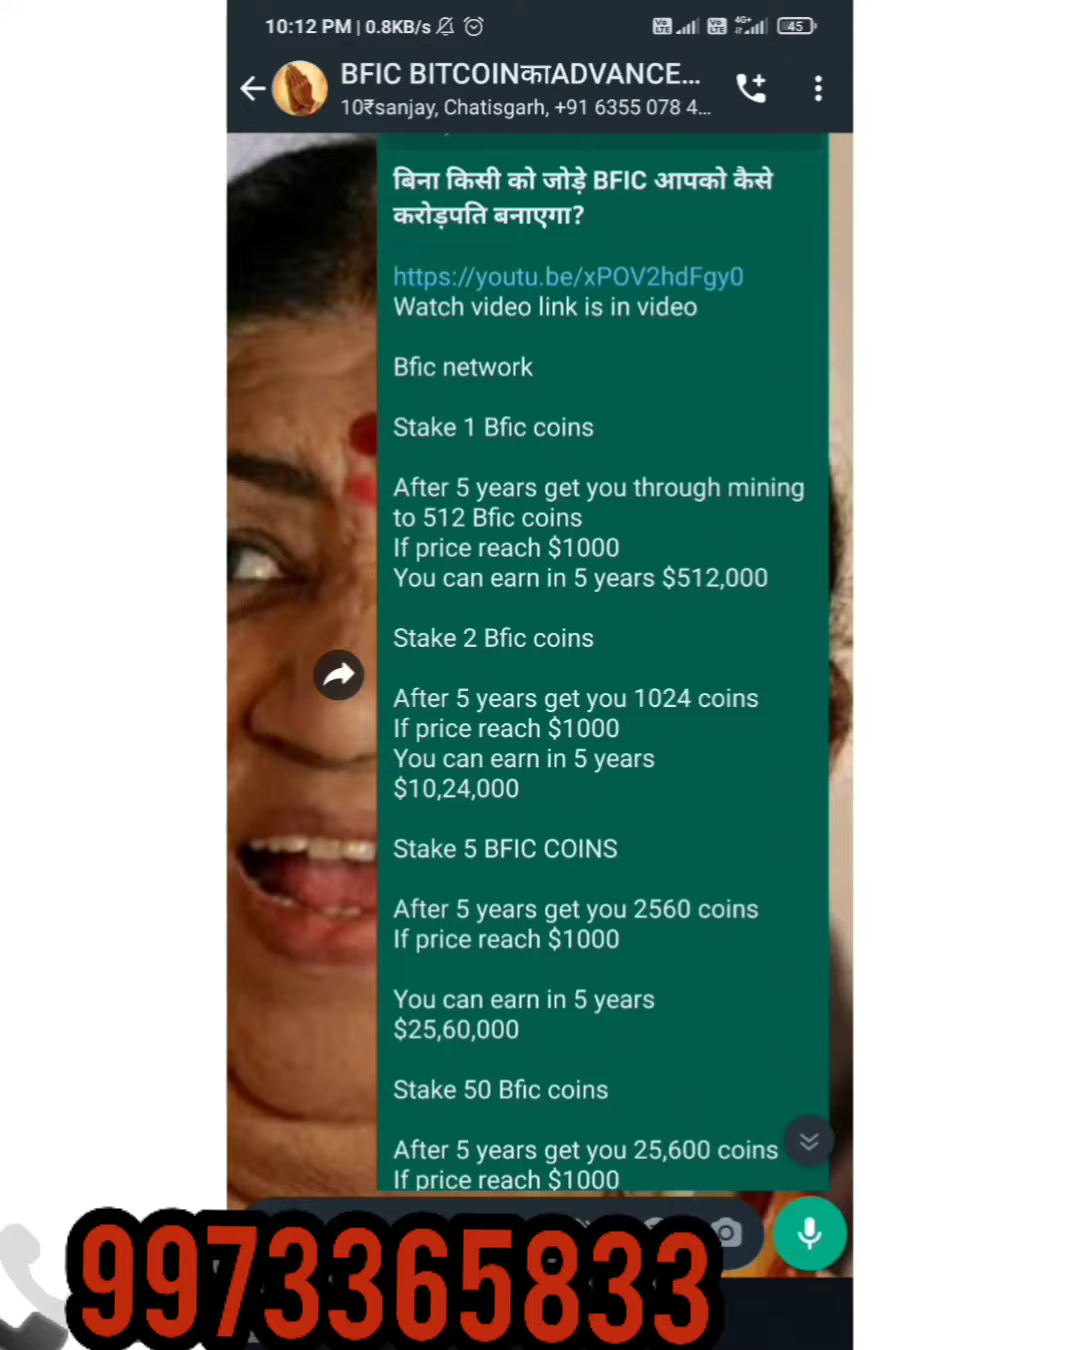 10:12 PM | 0.8KB/s
Vo LTE Vo LTE 4G+ 45
BFIC BITCOINकाADVANCE...
10₹sanjay, Chatisgarh, +91 6355 078 4...
बिना किसी को जोड़े BFIC आपको कैसे
करोड़पति बनाएगा?
https://youtu.be/xPOV2hdFgy0
Watch video link is in video
Bfic network
Stake 1 Bfic coins
After 5 years get you through mining
to 512 Bfic coins
If price reach $1000
You can earn in 5 years $512,000
Stake 2 Bfic coins
After 5 years get you 1024 coins
If price reach $1000
You can earn in 5 years
$10,24,000
Stake 5 BFIC COINS
After 5 years get you 2560 coins
If price reach $1000
You can earn in 5 years
$25,60,000
Stake 50 Bfic coins
After 5 years get you 25,600 coins
If price reach $1000
9973365833